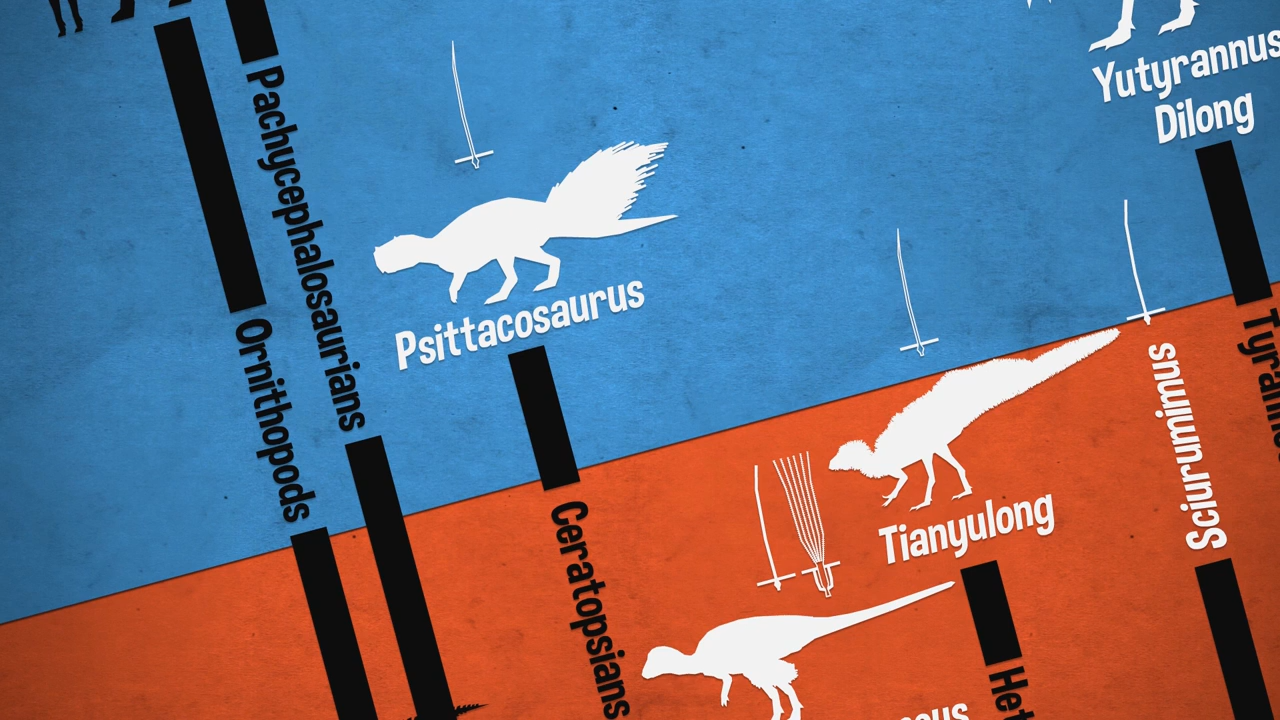 Yutyrannus
Dilong
Pachycephalosaurians
Psittacosaurus
Ornithopods
Sciurumimus
Tianyulong
Ceratopsians